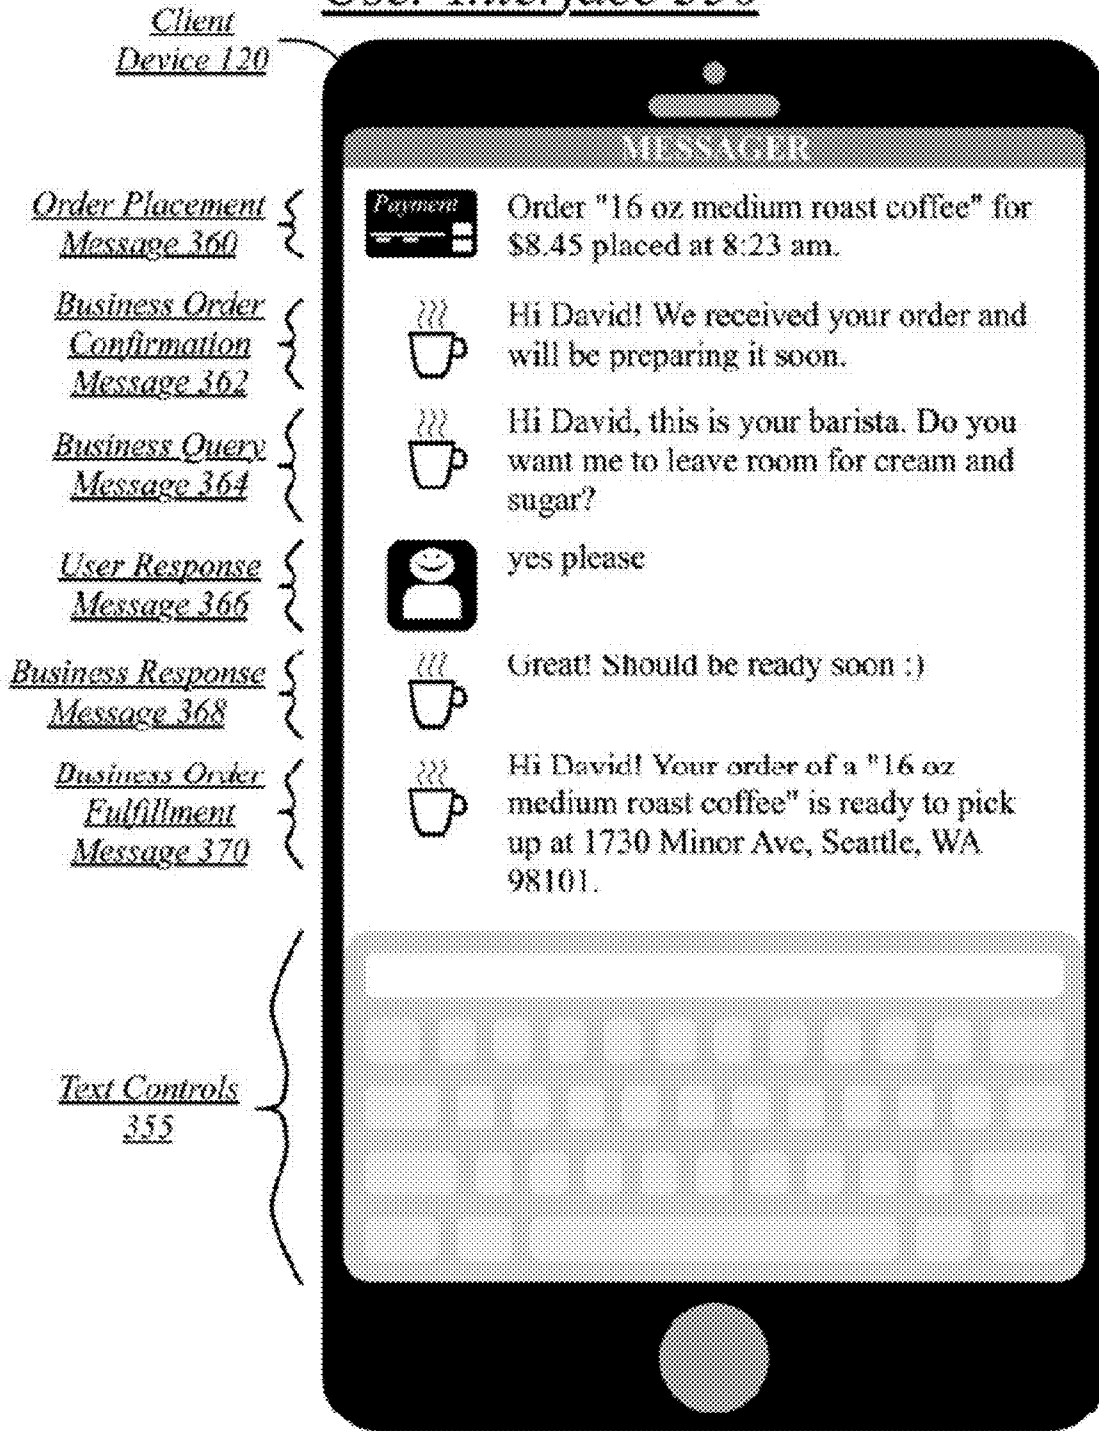 User Interface 350
Client
Device 120
MESSAGER
Order Placement
Message 360
Payment
Order "16 oz medium roast coffee" for
$8.45 placed at 8:23 am.
Business Order
Confirmation
Message 362
Hi David! We received your order and
will be preparing it soon.
Business Query
Message 364
Hi David, this is your barista. Do you
want me to leave room for cream and
sugar?
User Response
Message 366
yes please
Business Response
Message 368
Great! Should be ready soon :)
Business Order
Fulfillment
Message 370
Hi David! Your order of a "16 oz
medium roast coffee" is ready to pick
up at 1730 Minor Ave, Seattle, WA
98101.
Text Controls
355